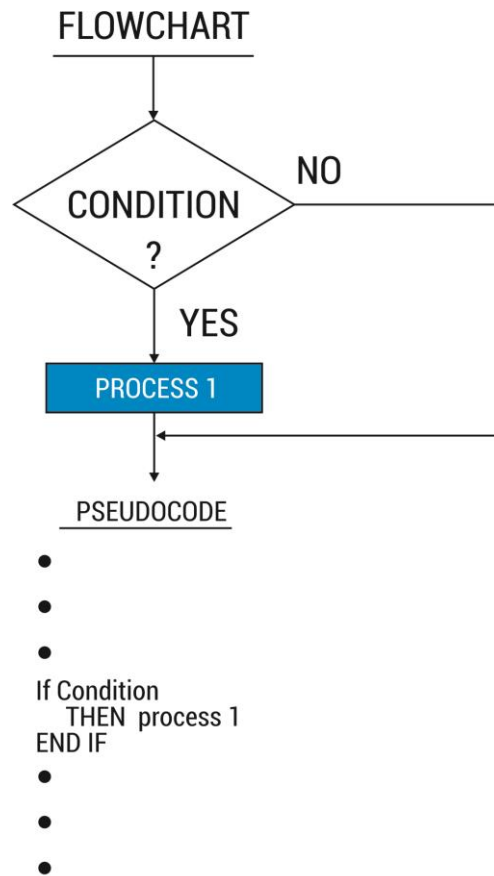 FLOWCHART
CONDITION
?
NO
YES
PROCESS 1
PSEUDOCODE
If Condition
THEN process 1
END IF